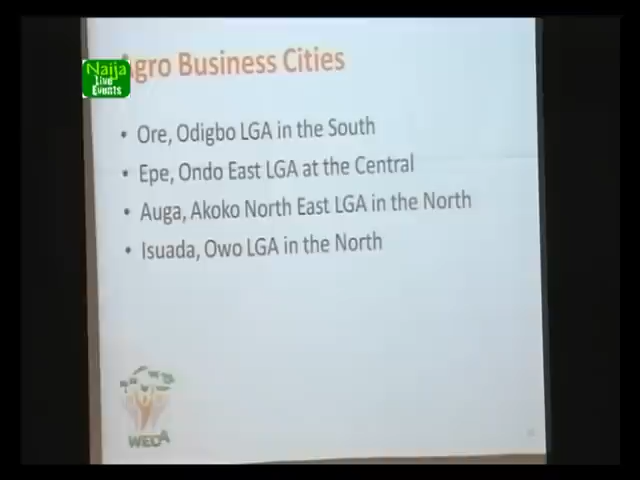 Agro Business Cities
Naija
Live
Events
• Ore, Odigbo LGA in the South
• Epe, Ondo East LGA at the Central
• Auga, Akoko North East LGA in the North
• Isuada, Owo LGA in the North
WEDA